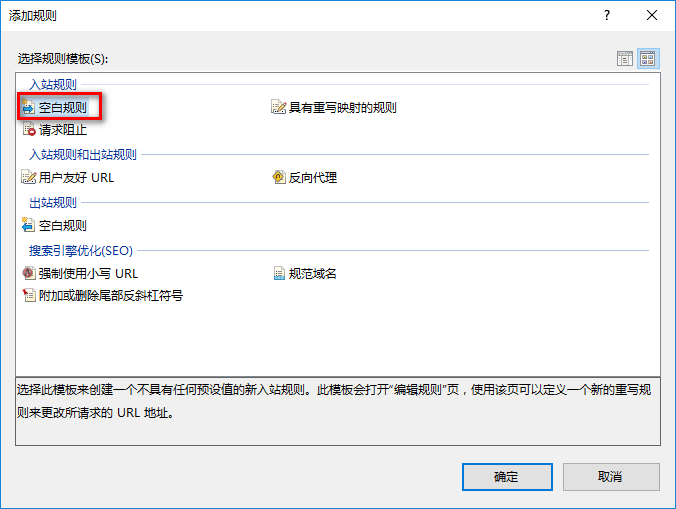 添加规则
选择规则模板(S):
入站规则
空白规则 具有重写映射的规则
请求阻止
入站规则和出站规则
用户友好 URL 反向代理
出站规则
空白规则
搜索引擎优化(SEO)
强制使用小写 URL 规范域名
附加或删除尾部反斜杠符号
选择此模板来创建一个不具有任何预设值的新入站规则。此模板会打开“编辑规则”页，使用该页可以定义一个新的重写规
则来更改所请求的 URL 地址。
确定 取消